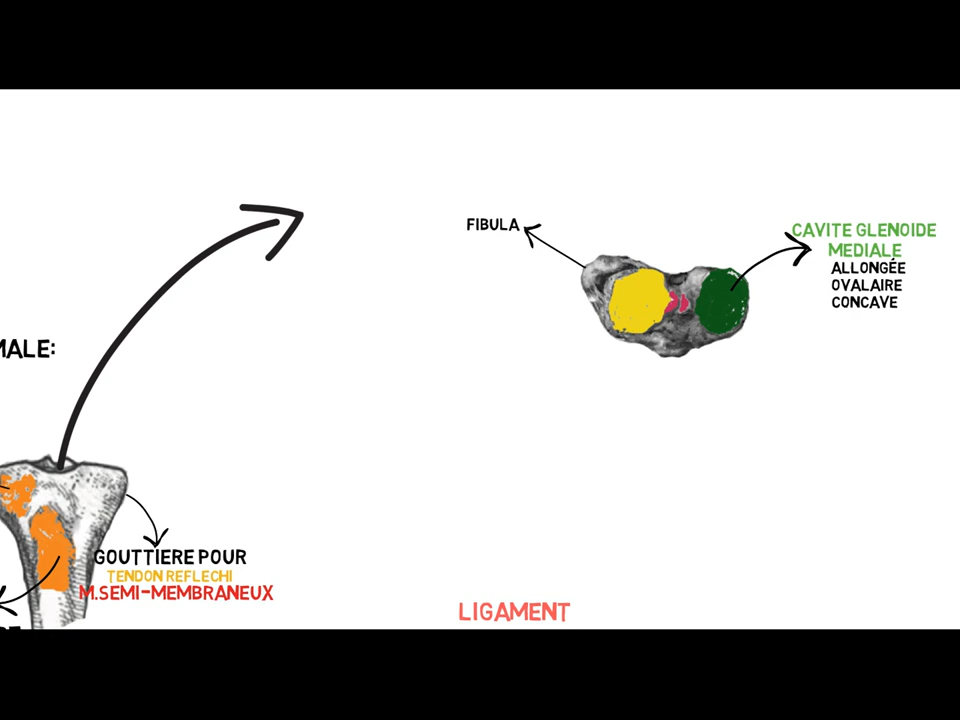 FIBULA
CAVITE GLENOIDE
MEDIALE
ALLONGÉE
OVALAIRE
CONCAVE
MALE:
GOUTTIERE POUR
TENDON REFLECHI
M.SEMI-MEMBRANEUX
LIGAMENT